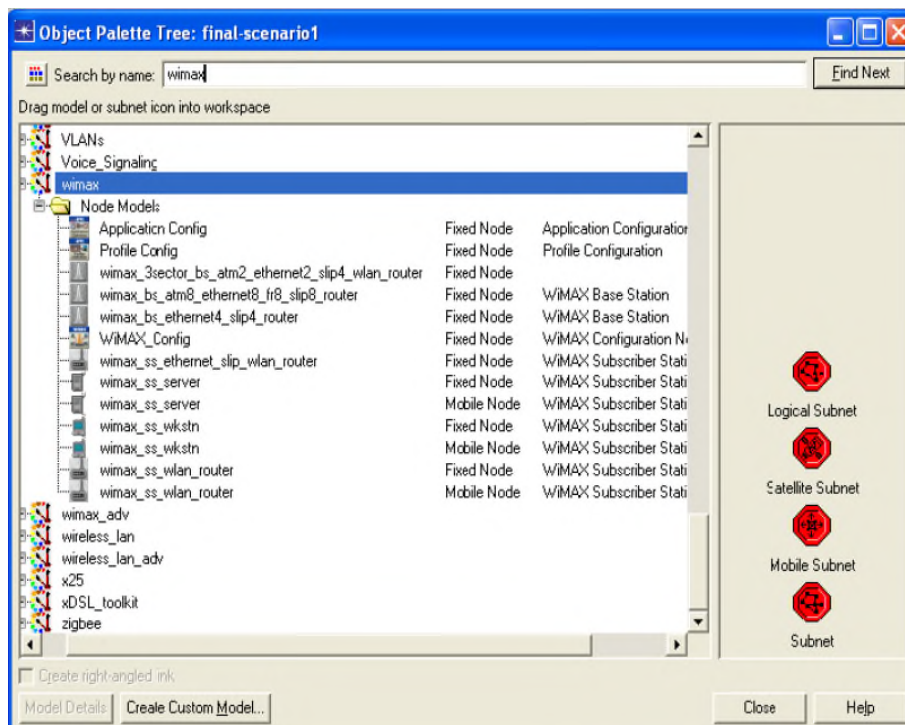 Object Palette Tree: final-scenario1
Search by name: wimax Find Next
Drag model or subnet icon into workspace
VLANs
Voice_Signaling
wimax
Node Models
Application Config Fixed Node Application Configuration
Profile Config Fixed Node Profile Configuration
wimax_3sector_bs_atm2_ethernet2_slip4_wlan_router Fixed Node
wimax_bs_atm8_ethernet8_fr8_slip8_router Fixed Node WiMAX Base Station
wimax_bs_ethernet4_slip4_router Fixed Node WiMAX Base Station
WiMAX_Config Fixed Node WiMAX Configuration N
wimax_ss_ethernet_slip_wlan_router Fixed Node WiMAX Subscriber Stati
wimax_ss_server Fixed Node WiMAX Subscriber Stati
wimax_ss_server Mobile Node WiMAX Subscriber Stati
wimax_ss_wkstn Fixed Node WiMAX Subscriber Stati
wimax_ss_wkstn Mobile Node WiMAX Subscriber Stati
wimax_ss_wlan_router Fixed Node WiMAX Subscriber Stati
wimax_ss_wlan_router Mobile Node WiMAX Subscriber Stati
wimax_adv
wireless_lan
wireless_lan_adv
x25
xDSL_toolkit
zigbee
Logical Subnet
Satellite Subnet
Mobile Subnet
Subnet
Create right-angled link
Model Details Create Custom Model... Close Help